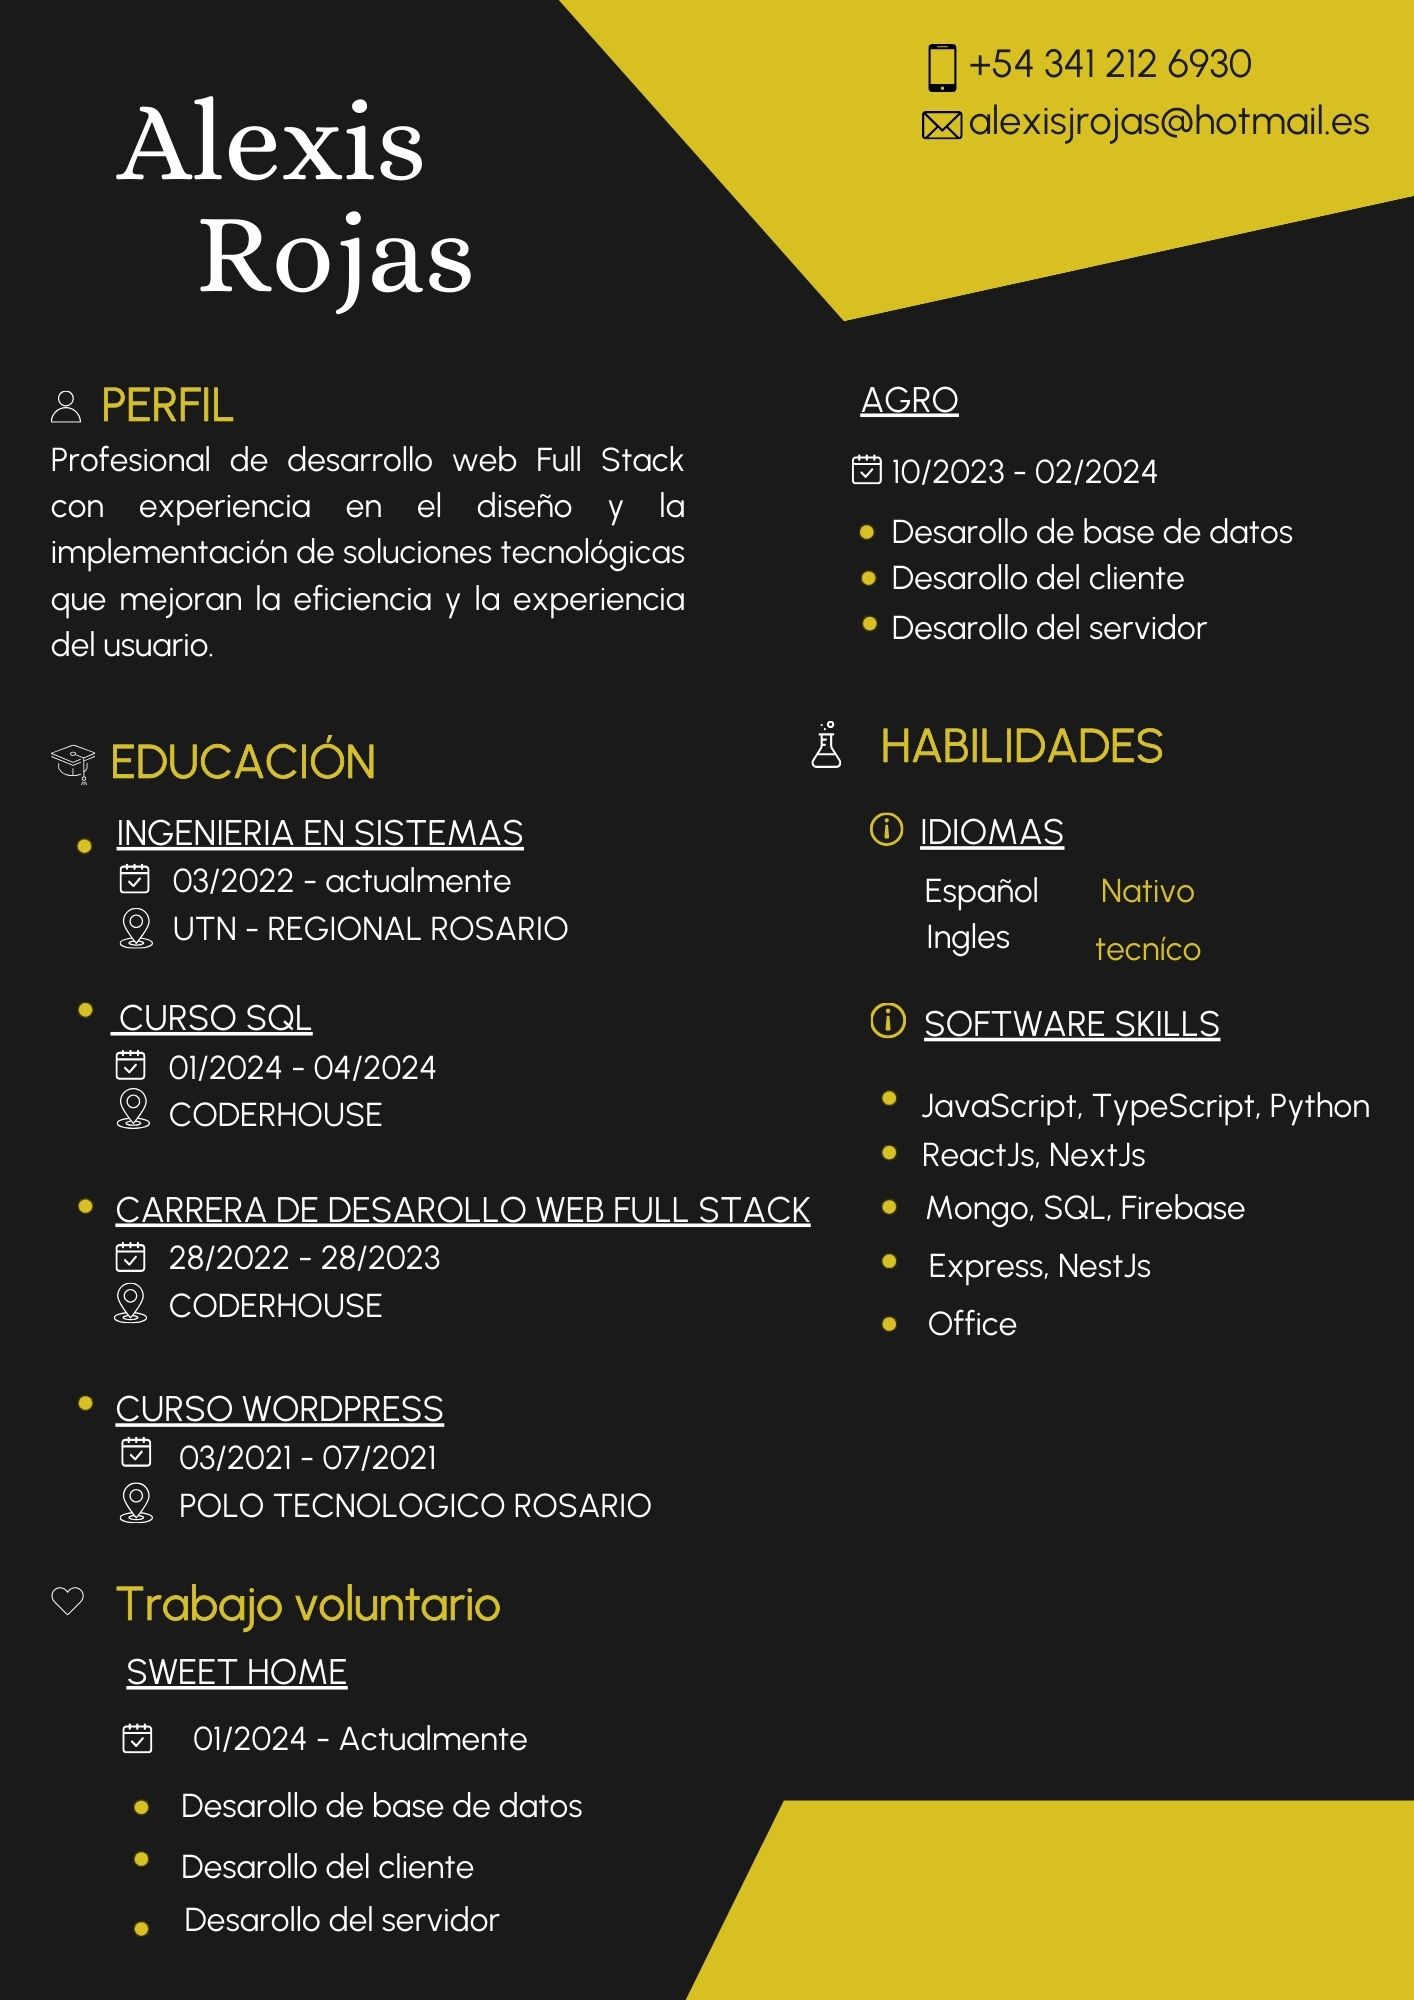 Alexis
Rojas
+54 341 212 6930
alexisjrojas@hotmail.es
PERFIL
Profesional de desarrollo web Full Stack
con experiencia en el diseño y la
implementación de soluciones tecnológicas
que mejoran la eficiencia y la experiencia
del usuario.
EDUCACIÓN
INGENIERIA EN SISTEMAS
03/2022 - actualmente
UTN - REGIONAL ROSARIO
CURSO SQL
01/2024 - 04/2024
CODERHOUSE
CARRERA DE DESAROLLO WEB FULL STACK
28/2022 - 28/2023
CODERHOUSE
CURSO WORDPRESS
03/2021 - 07/2021
POLO TECNOLOGICO ROSARIO
Trabajo voluntario
SWEET HOME
01/2024 - Actualmente
Desarollo de base de datos
Desarollo del cliente
Desarollo del servidor
AGRO
10/2023 - 02/2024
Desarollo de base de datos
Desarollo del cliente
Desarollo del servidor
HABILIDADES
IDIOMAS
Español Nativo
Ingles tecníco
SOFTWARE SKILLS
JavaScript, TypeScript, Python
ReactJs, NextJs
Mongo, SQL, Firebase
Express, NestJs
Office